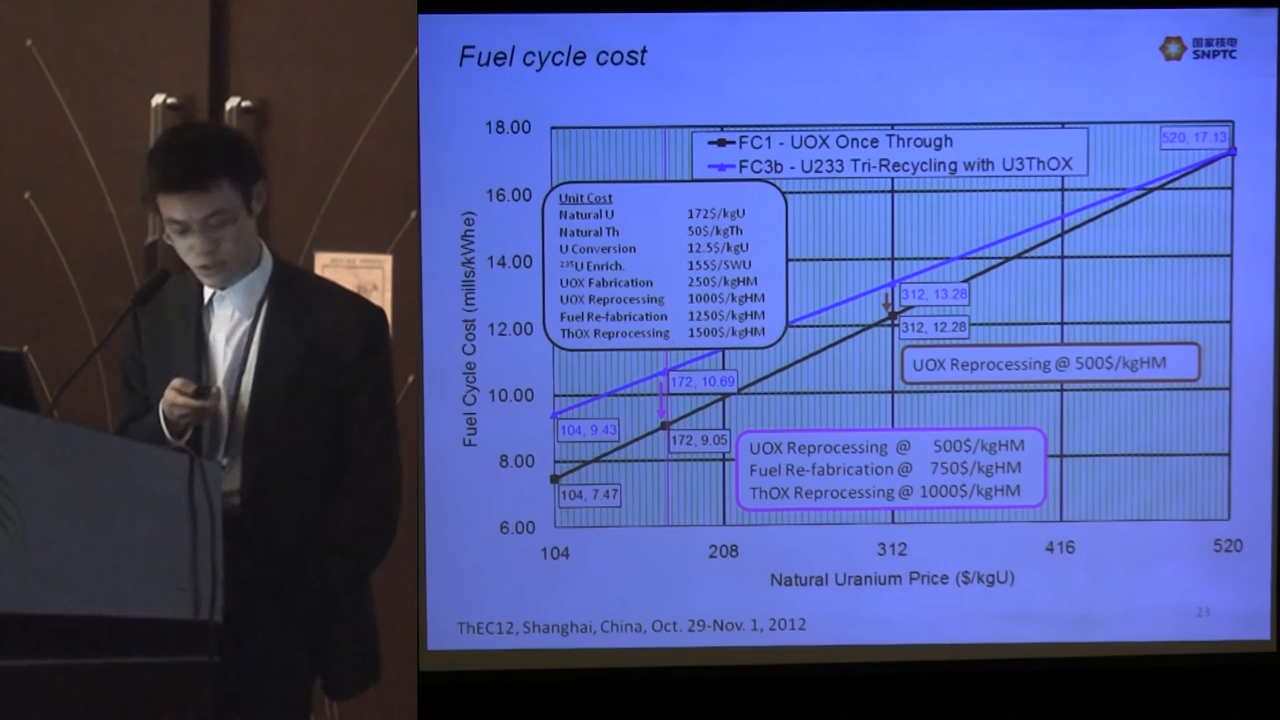 Fuel cycle cost
国家核电
SNPTC
18.00
16.00
14.00
12.00
10.00
8.00
6.00
Fuel Cycle Cost (mills/kWhe)
FC1 - UOX Once Through
FC3b - U233 Tri-Recycling with U3ThOX
520, 17.13
Unit Cost
Natural U 172$/kgU
Natural Th 50$/kgTh
U Conversion 12.5$/kgU
²³⁵U Enrich. 155$/SWU
UOX Fabrication 250$/kgHM
UOX Reprocessing 1000$/kgHM
Fuel Re-fabrication 1250$/kgHM
ThOX Reprocessing 1500$/kgHM
312, 13.28
312, 12.28
UOX Reprocessing @ 500$/kgHM
172, 10.69
104, 9.43
172, 9.05
104, 7.47
UOX Reprocessing @ 500$/kgHM
Fuel Re-fabrication @ 750$/kgHM
ThOX Reprocessing @ 1000$/kgHM
104 208 312 416 520
Natural Uranium Price ($/kgU)
23
ThEC12, Shanghai, China, Oct. 29-Nov. 1, 2012